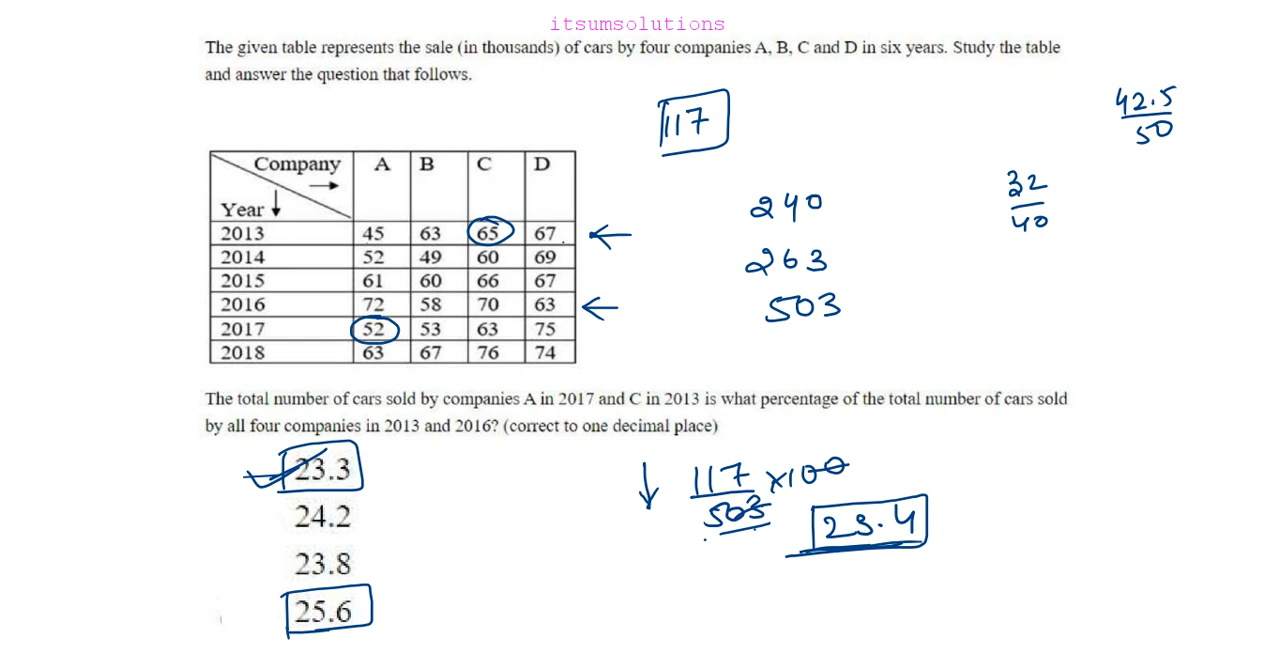 itsumsolutions
The given table represents the sale (in thousands) of cars by four companies A, B, C and D in six years. Study the table
and answer the question that follows.
117
42.5
50
32
40
240
263
503
Company A B C D
Year
2013 45 63 65 67
2014 52 49 60 69
2015 61 60 66 67
2016 72 58 70 63
2017 52 53 63 75
2018 63 67 76 74
The total number of cars sold by companies A in 2017 and C in 2013 is what percentage of the total number of cars sold
by all four companies in 2013 and 2016? (correct to one decimal place)
23.3
24.2
23.8
25.6
117 ×100
503
23.4